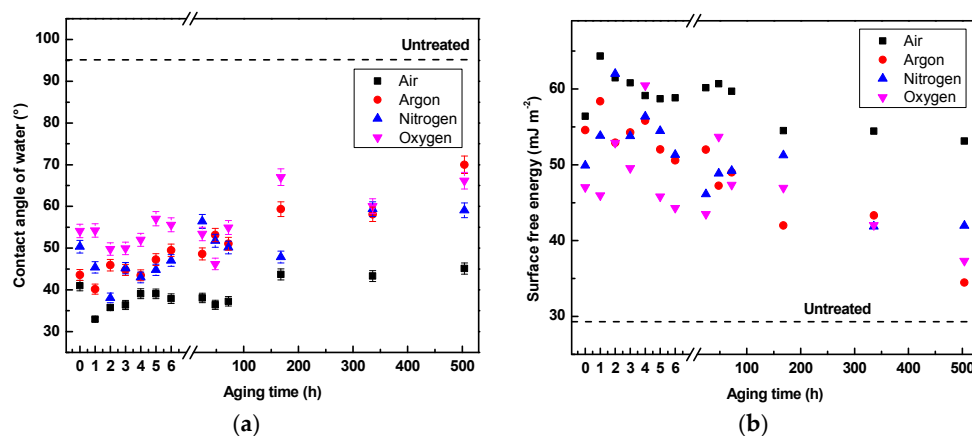 100
90
80
70
60
50
40
30
Contact angle of water (°)
Untreated
Air
Argon
Nitrogen
Oxygen
0 1 2 3 4 5 6 100 200 300 400 500
Aging time (h)
(a)
60
50
40
30
Surface free energy (mJ m-2)
Air
Argon
Nitrogen
Oxygen
Untreated
0 1 2 3 4 5 6 100 200 300 400 500
Aging time (h)
(b)